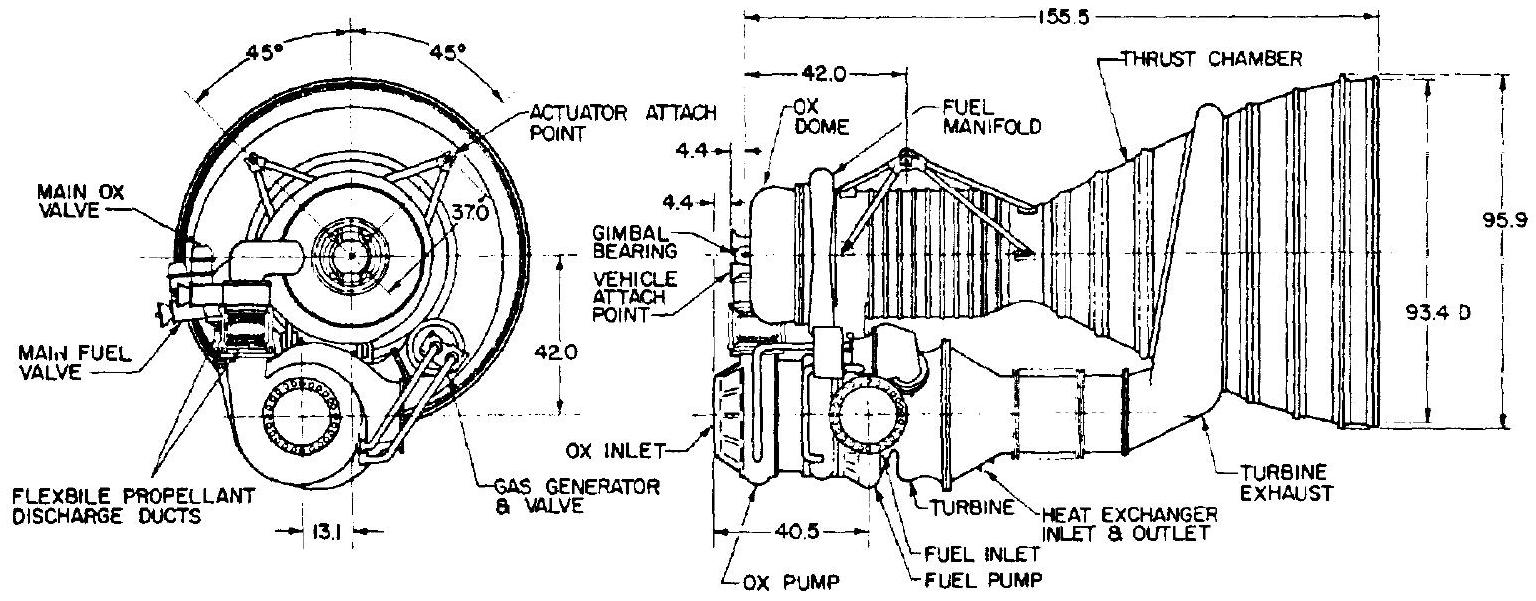 45°
45°
ACTUATOR ATTACH
POINT
MAIN OX
VALVE
37.0
42.0
MAIN FUEL
VALVE
FLEXBILE PROPELLANT
DISCHARGE DUCTS
13.1
GAS GENERATOR
& VALVE
155.5
42.0
THRUST CHAMBER
OX
DOME
FUEL
MANIFOLD
4.4
4.4
GIMBAL
BEARING
VEHICLE
ATTACH
POINT
95.9
93.4 D
OX INLET
TURBINE
EXHAUST
TURBINE
HEAT EXCHANGER
INLET & OUTLET
40.5
FUEL INLET
FUEL PUMP
OX PUMP